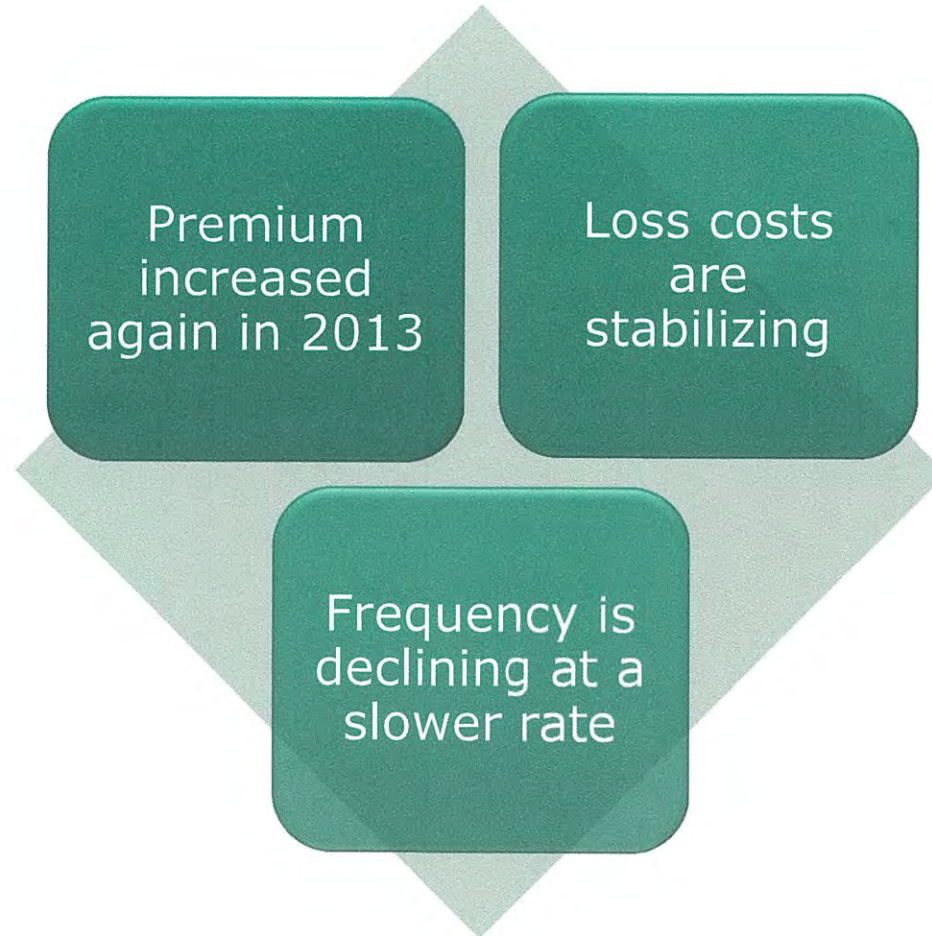 Premium
increased
again in 2013
Loss costs
are
stabilizing
Frequency is
declining at a
slower rate